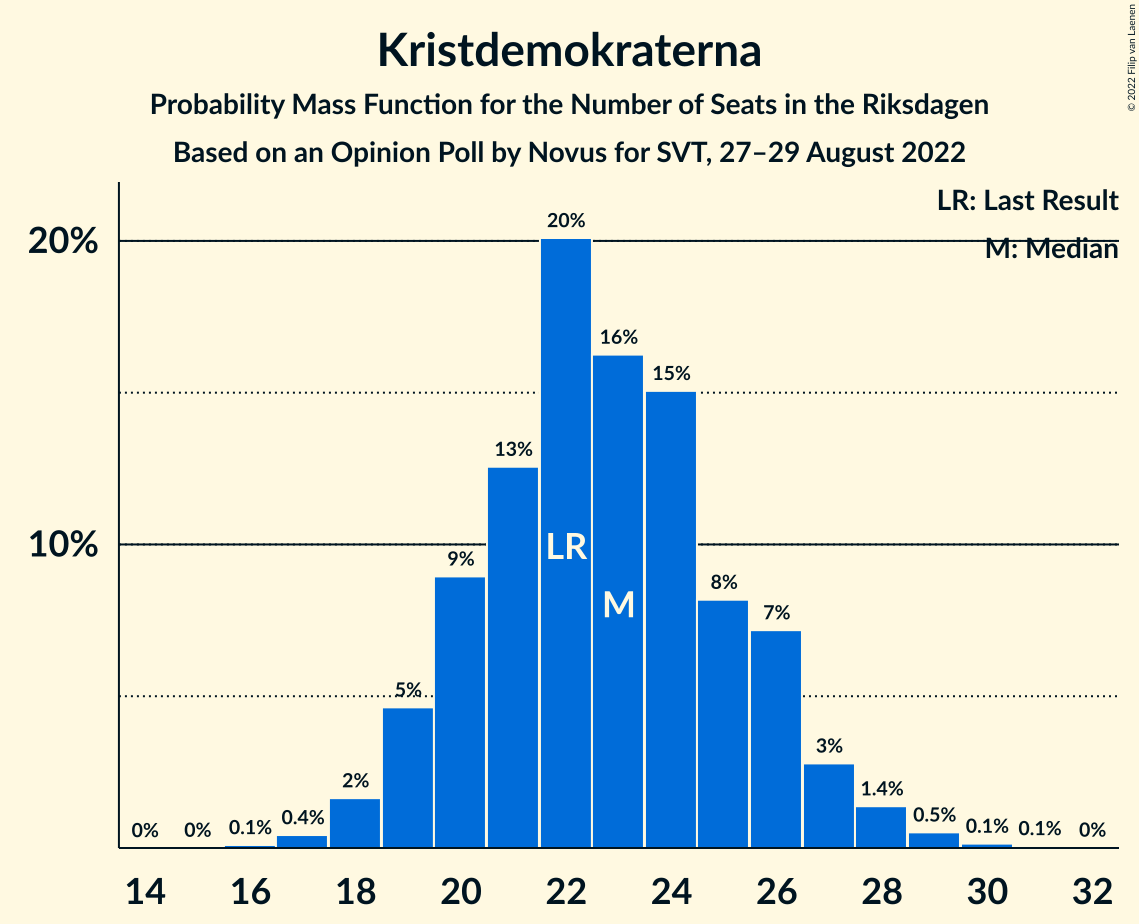 Kristdemokraterna
Probability Mass Function for the Number of Seats in the Riksdagen
Based on an Opinion Poll by Novus for SVT, 27–29 August 2022
© 2022 Filip van Laenen
LR: Last Result
M: Median
20%
10%
0%
0%
0.1%
0.4%
2%
5%
9%
13%
20%
16%
15%
8%
7%
3%
1.4%
0.5%
0.1%
0.1%
0%
LR
M
14 16 18 20 22 24 26 28 30 32